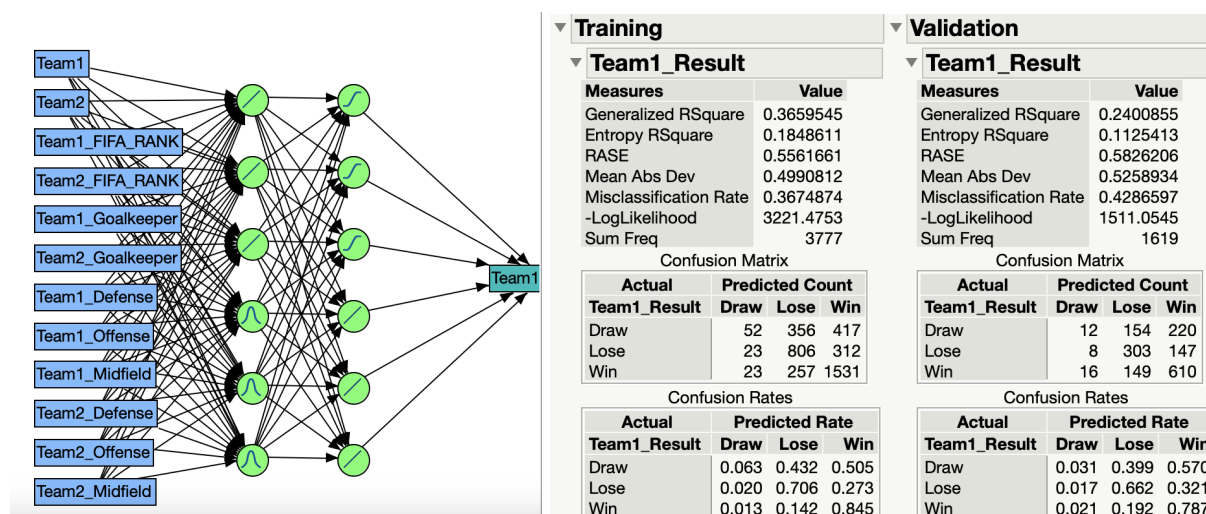 Team1
Team2
Team1_FIFA_RANK
Team2_FIFA_RANK
Team1_Goalkeeper
Team2_Goalkeeper
Team1_Defense
Team1_Offense
Team1_Midfield
Team2_Defense
Team2_Offense
Team2_Midfield
Team1
Training
Team1_Result
Measures Value
Generalized RSquare 0.3659545
Entropy RSquare 0.1848611
RASE 0.5561661
Mean Abs Dev 0.4990812
Misclassification Rate 0.3674874
-LogLikelihood 3221.4753
Sum Freq 3777
Confusion Matrix
Actual Predicted Count
Team1_Result Draw Lose Win
Draw 52 356 417
Lose 23 806 312
Win 23 257 1531
Confusion Rates
Actual Predicted Rate
Team1_Result Draw Lose Win
Draw 0.063 0.432 0.505
Lose 0.020 0.706 0.273
Win 0.013 0.142 0.845
Validation
Team1_Result
Measures Value
Generalized RSquare 0.2400855
Entropy RSquare 0.1125413
RASE 0.5826206
Mean Abs Dev 0.5258934
Misclassification Rate 0.4286597
-LogLikelihood 1511.0545
Sum Freq 1619
Confusion Matrix
Actual Predicted Count
Team1_Result Draw Lose Win
Draw 12 154 220
Lose 8 303 147
Win 16 149 610
Confusion Rates
Actual Predicted Rate
Team1_Result Draw Lose Win
Draw 0.031 0.399 0.570
Lose 0.017 0.662 0.321
Win 0.021 0.192 0.787